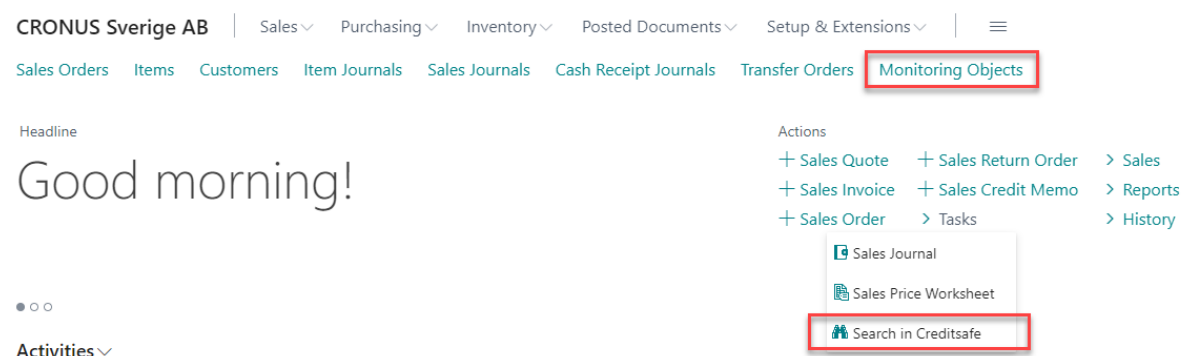 CRONUS Sverige AB Sales Purchasing Inventory Posted Documents Setup & Extensions
Sales Orders Items Customers Item Journals Sales Journals Cash Receipt Journals Transfer Orders Monitoring Objects
Headline
Good morning!
Actions
+ Sales Quote + Sales Return Order > Sales
+ Sales Invoice + Sales Credit Memo > Reports
+ Sales Order > Tasks > History
Sales Journal
Sales Price Worksheet
Search in Creditsafe
Activities